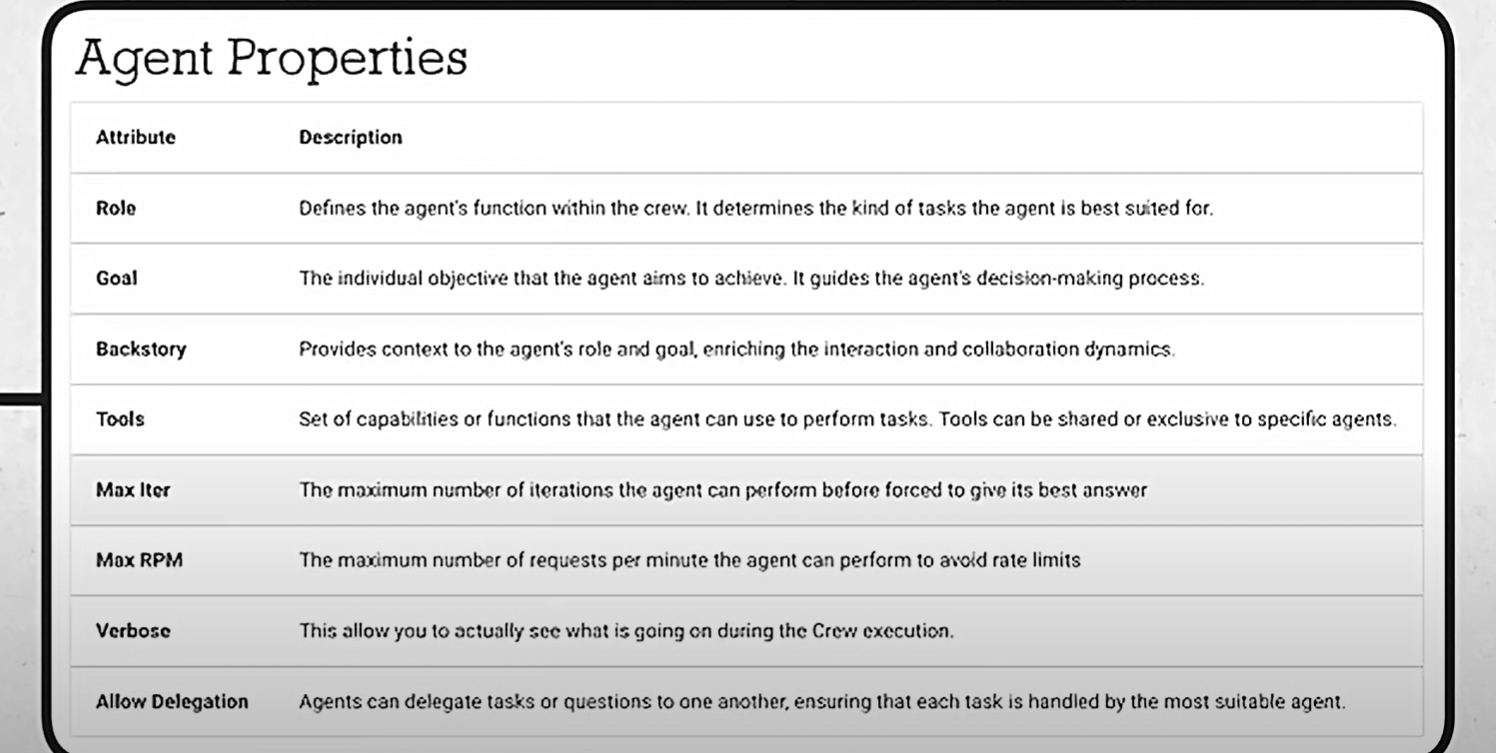 Agent Properties
Attribute Description
Role Defines the agent's function within the crew. It determines the kind of tasks the agent is best suited for.
Goal The individual objective that the agent aims to achieve. It guides the agent's decision-making process.
Backstory Provides context to the agent's role and goal, enriching the interaction and collaboration dynamics.
Tools Set of capabilities or functions that the agent can use to perform tasks. Tools can be shared or exclusive to specific agents.
Max Iter The maximum number of iterations the agent can perform before forced to give its best answer
Max RPM The maximum number of requests per minute the agent can perform to avoid rate limits
Verbose This allow you to actually see what is going on during the Crew execution.
Allow Delegation Agents can delegate tasks or questions to one another, ensuring that each task is handled by the most suitable agent.